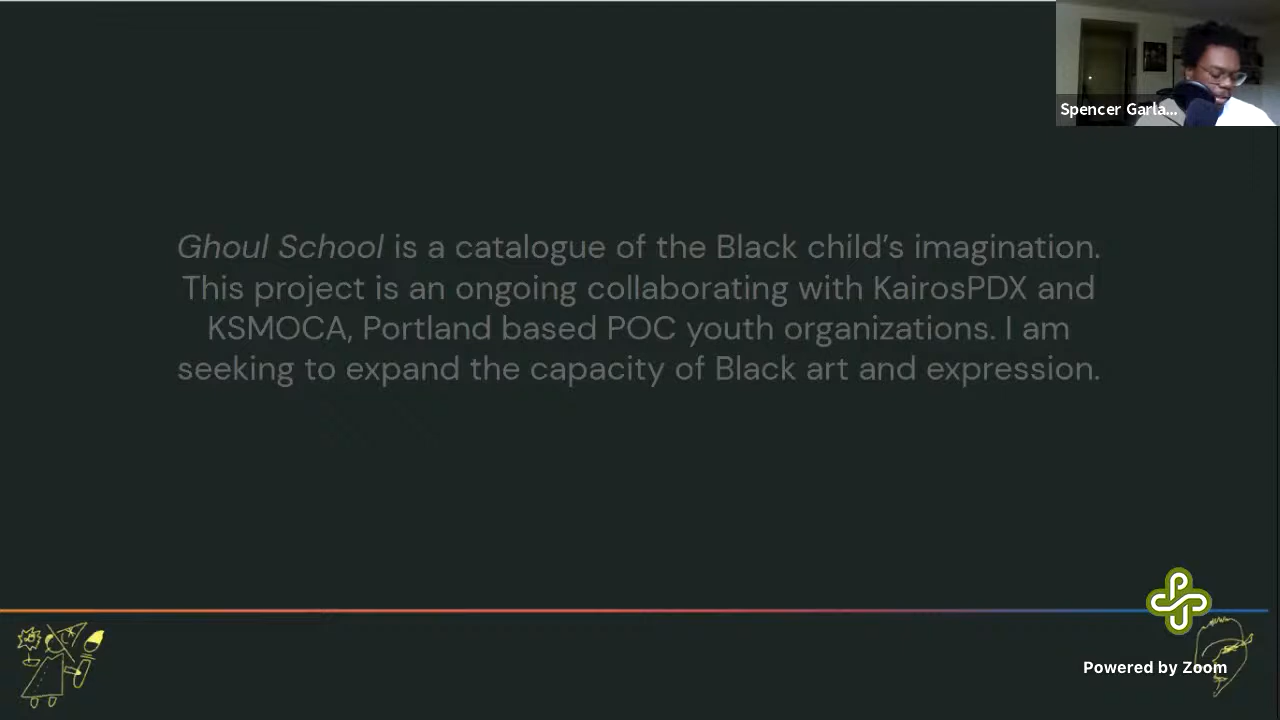 Spencer Garla...
Ghoul School is a catalogue of the Black child's imagination.
This project is an ongoing collaborating with KairosPDX and
KSMOCA, Portland based POC youth organizations. I am
seeking to expand the capacity of Black art and expression.
Powered by Zoom